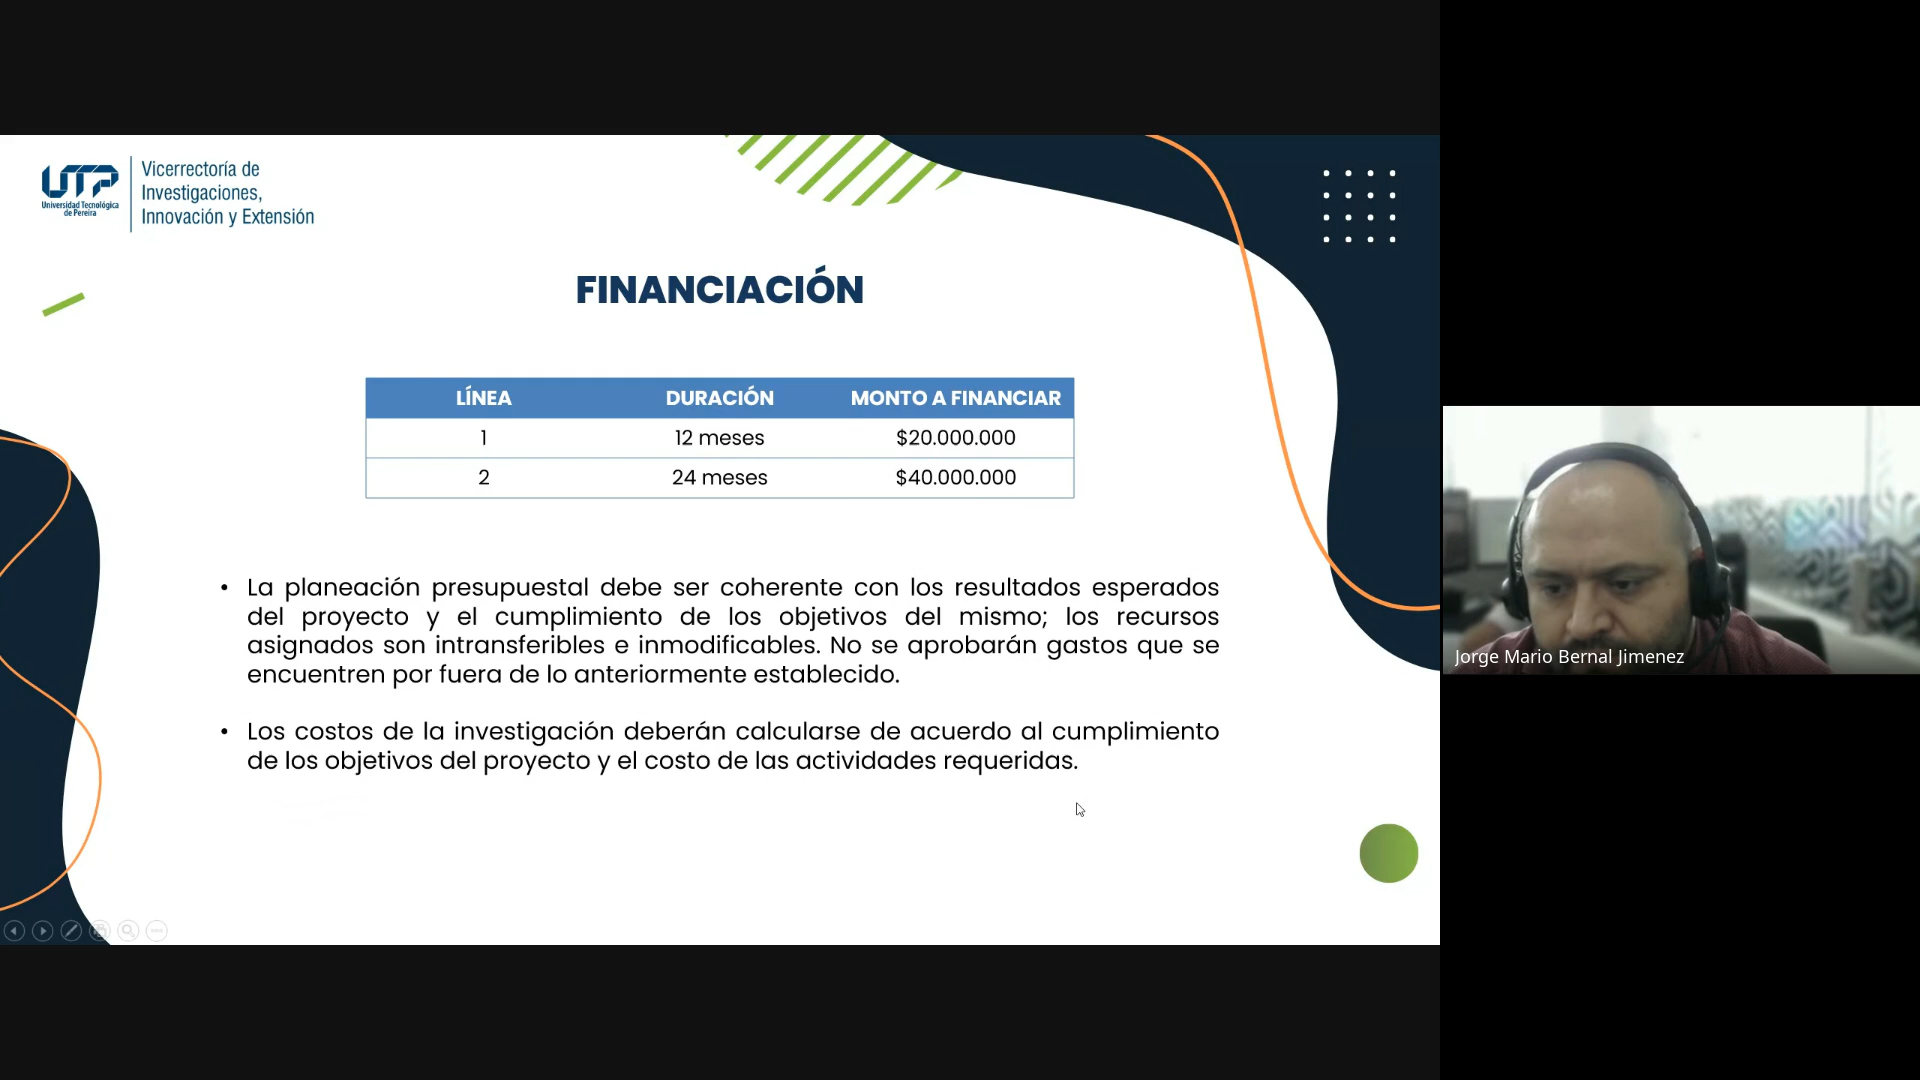 UTP
Universidad Tecnológica
de Pereira
Vicerrectoría de
Investigaciones,
Innovación y Extensión
FINANCIACIÓN
LÍNEA DURACIÓN MONTO A FINANCIAR
1 12 meses $20.000.000
2 24 meses $40.000.000
• La planeación presupuestal debe ser coherente con los resultados esperados
del proyecto y el cumplimiento de los objetivos del mismo; los recursos
asignados son intransferibles e inmodificables. No se aprobarán gastos que se
encuentren por fuera de lo anteriormente establecido.
• Los costos de la investigación deberán calcularse de acuerdo al cumplimiento
de los objetivos del proyecto y el costo de las actividades requeridas.
Jorge Mario Bernal Jimenez